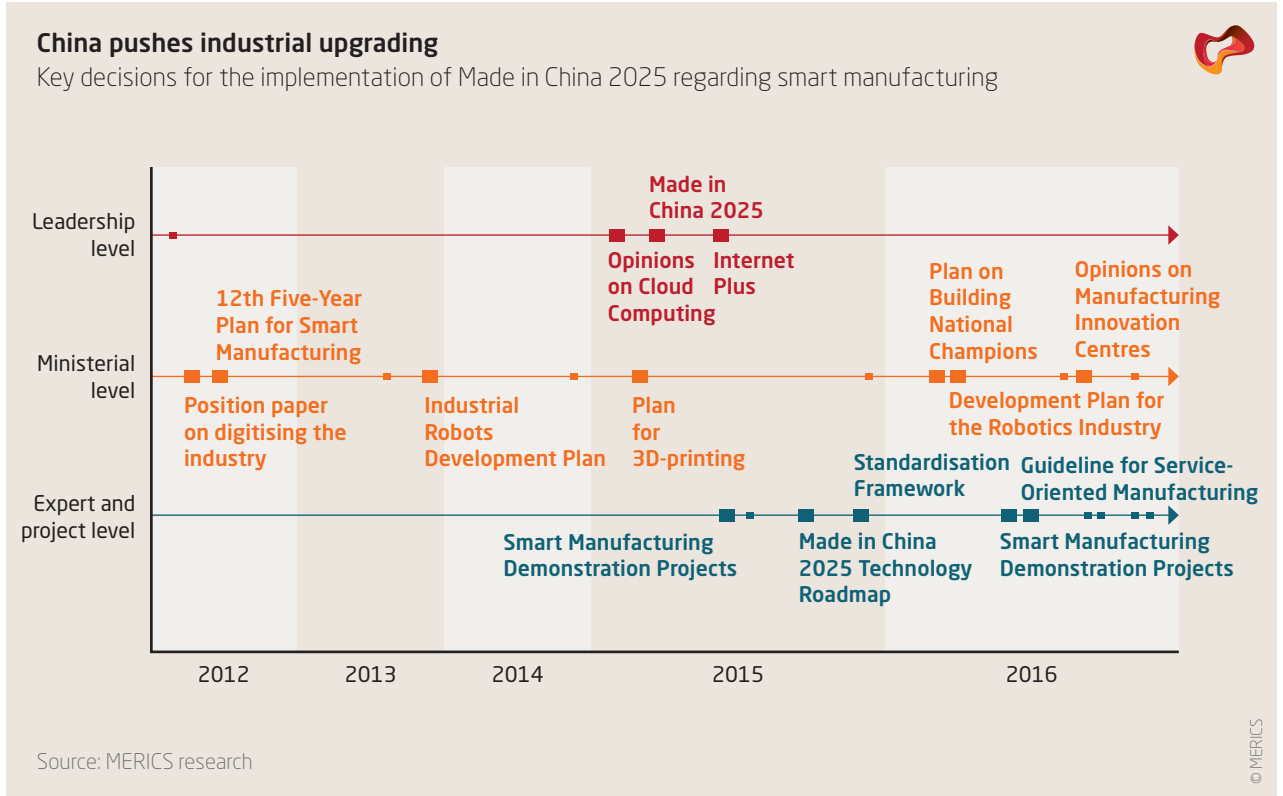 China pushes industrial upgrading
Key decisions for the implementation of Made in China 2025 regarding smart manufacturing
Leadership
level
Made in
China 2025
Opinions
on Cloud
Computing
Internet
Plus
Ministerial
level
12th Five-Year
Plan for Smart
Manufacturing
Plan on
Building
National
Champions
Opinions on
Manufacturing
Innovation
Centres
Position paper
on digitising the
industry
Industrial
Robots
Development Plan
Plan
for
3D-printing
Development Plan for
the Robotics Industry
Expert and
project level
Standardisation
Framework
Guideline for Service-
Oriented Manufacturing
Smart Manufacturing
Demonstration Projects
Made in China
2025 Technology
Roadmap
Smart Manufacturing
Demonstration Projects
2012
2013
2014
2015
2016
Source: MERICS research
© MERICS